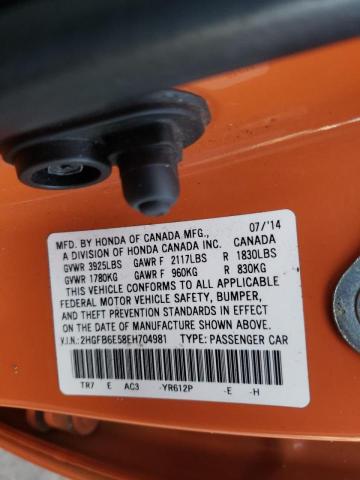 MFD. BY HONDA OF CANADA MFG., 07/'14
A DIVISION OF HONDA CANADA INC. CANADA
GVWR 3925LBS GAWR F 2117LBS R 1830LBS
GVWR 1780KG GAWR F 960KG R 830KG
THIS VEHICLE CONFORMS TO ALL APPLICABLE
FEDERAL MOTOR VEHICLE SAFETY, BUMPER,
AND THEFT PREVENTION STANDARDS IN EFFECT
ON THE DATE OF MANUFACTURE SHOWN ABOVE.
V.I.N.: 2HGFB6E58EH704981 TYPE: PASSENGER CAR
TR7 E AC3 -YR612P -E -H